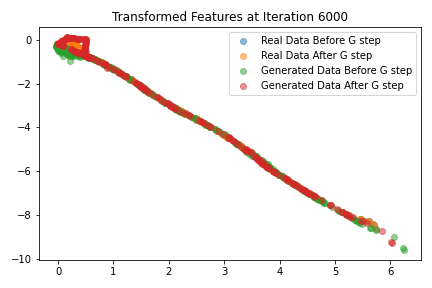 Transformed Features at Iteration 6000
Real Data Before G step
Real Data After G step
Generated Data Before G step
Generated Data After G step
0
−2
−4
−6
−8
−10
0 1 2 3 4 5 6